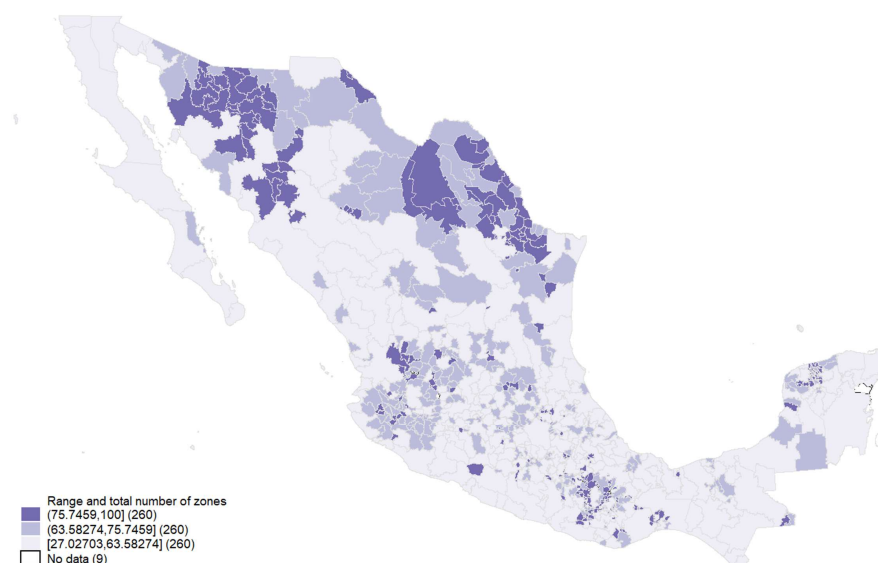 Range and total number of zones
(75.7459,100] (260)
(63.58274,75.7459] (260)
[27.02703,63.58274] (260)
No data (9)